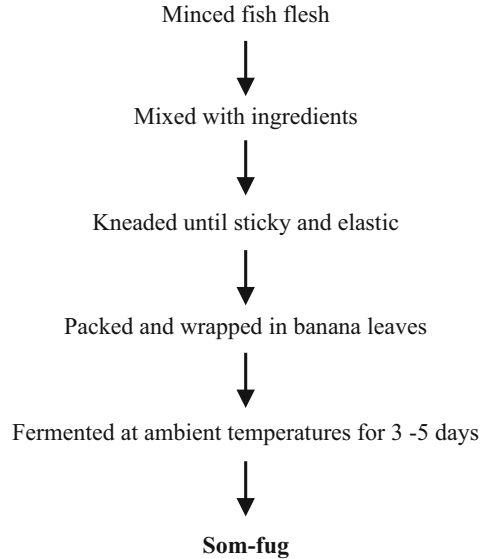 Minced fish flesh
Mixed with ingredients
Kneaded until sticky and elastic
Packed and wrapped in banana leaves
Fermented at ambient temperatures for 3 -5 days
Som-fug